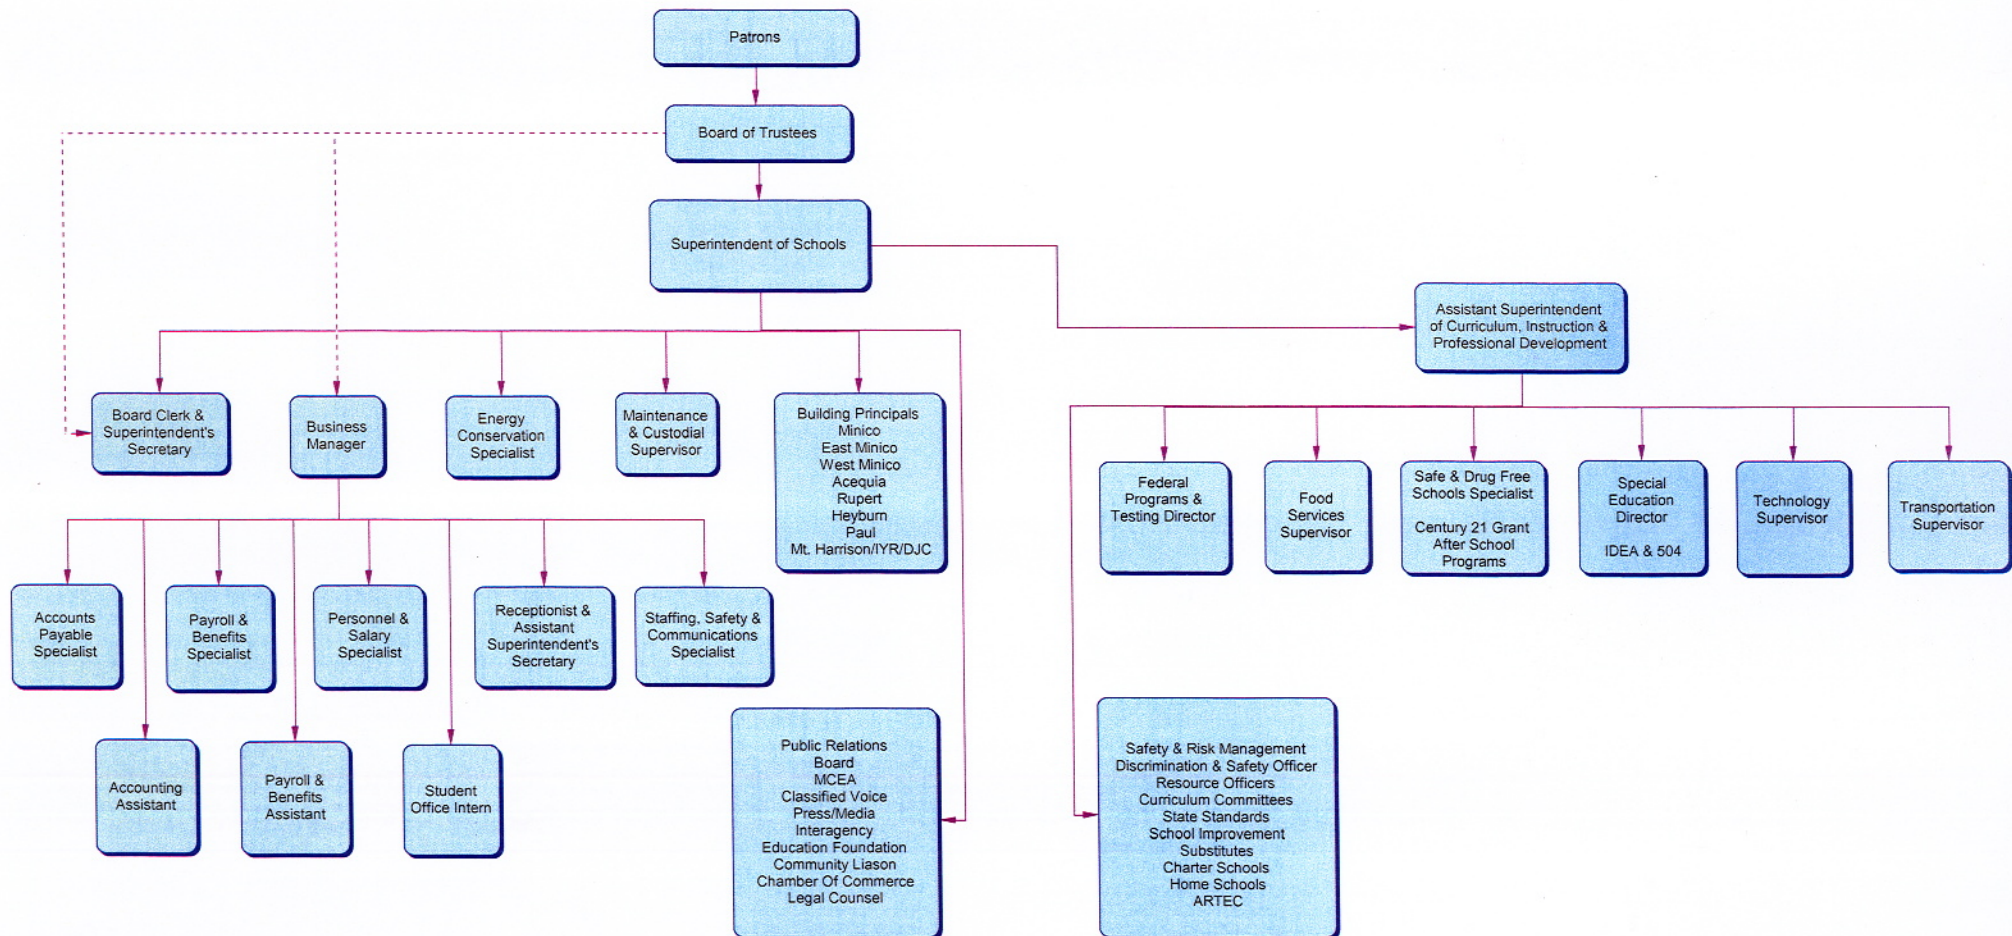 Patrons
Board of Trustees
Superintendent of Schools
Assistant Superintendent
of Curriculum, Instruction &
Professional Development
Board Clerk &
Superintendent's
Secretary
Business
Manager
Energy
Conservation
Specialist
Maintenance
& Custodial
Supervisor
Building Principals
Minico
East Minico
West Minico
Acequia
Rupert
Heyburn
Paul
Mt. Harrison/IYR/DJC
Federal
Programs &
Testing Director
Food
Services
Supervisor
Safe & Drug Free
Schools Specialist
Century 21 Grant
After School
Programs
Special
Education
Director
IDEA & 504
Technology
Supervisor
Transportation
Supervisor
Accounts
Payable
Specialist
Payroll &
Benefits
Specialist
Personnel &
Salary
Specialist
Receptionist &
Assistant
Superintendent's
Secretary
Staffing, Safety &
Communications
Specialist
Accounting
Assistant
Payroll &
Benefits
Assistant
Student
Office Intern
Public Relations
Board
MCEA
Classified Voice
Press/Media
Interagency
Education Foundation
Community Liason
Chamber Of Commerce
Legal Counsel
Safety & Risk Management
Discrimination & Safety Officer
Resource Officers
Curriculum Committees
State Standards
School Improvement
Substitutes
Charter Schools
Home Schools
ARTEC